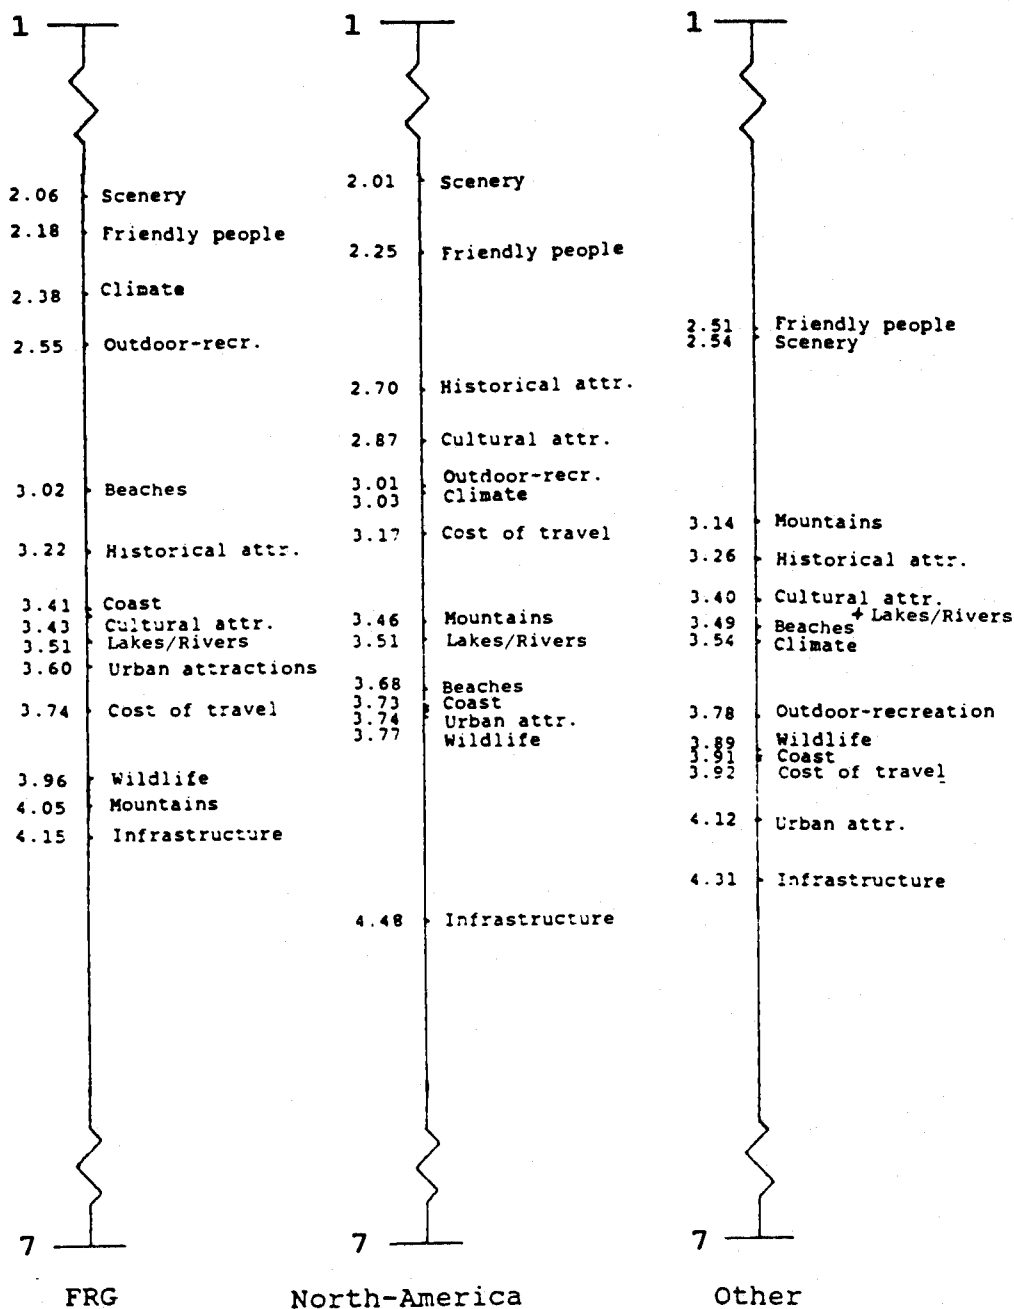 1
2.06 Scenery
2.18 Friendly people
2.38 Climate
2.55 Outdoor-recr.
3.02 Beaches
3.22 Historical attr.
3.41 Coast
3.43 Cultural attr.
3.51 Lakes/Rivers
3.60 Urban attractions
3.74 Cost of travel
3.96 Wildlife
4.05 Mountains
4.15 Infrastructure
7
FRG
1
2.01 Scenery
2.25 Friendly people
2.70 Historical attr.
2.87 Cultural attr.
3.01 Outdoor-recr.
3.03 Climate
3.17 Cost of travel
3.46 Mountains
3.51 Lakes/Rivers
3.68 Beaches
3.73 Coast
3.74 Urban attr.
3.77 Wildlife
4.48 Infrastructure
7
North-America
1
2.51 Friendly people
2.54 Scenery
3.14 Mountains
3.26 Historical attr.
3.40 Cultural attr.
3.49 Beaches + Lakes/Rivers
3.54 Climate
3.78 Outdoor-recreation
3.89 Wildlife
3.91 Coast
3.92 Cost of travel
4.12 Urban attr.
4.31 Infrastructure
7
Other